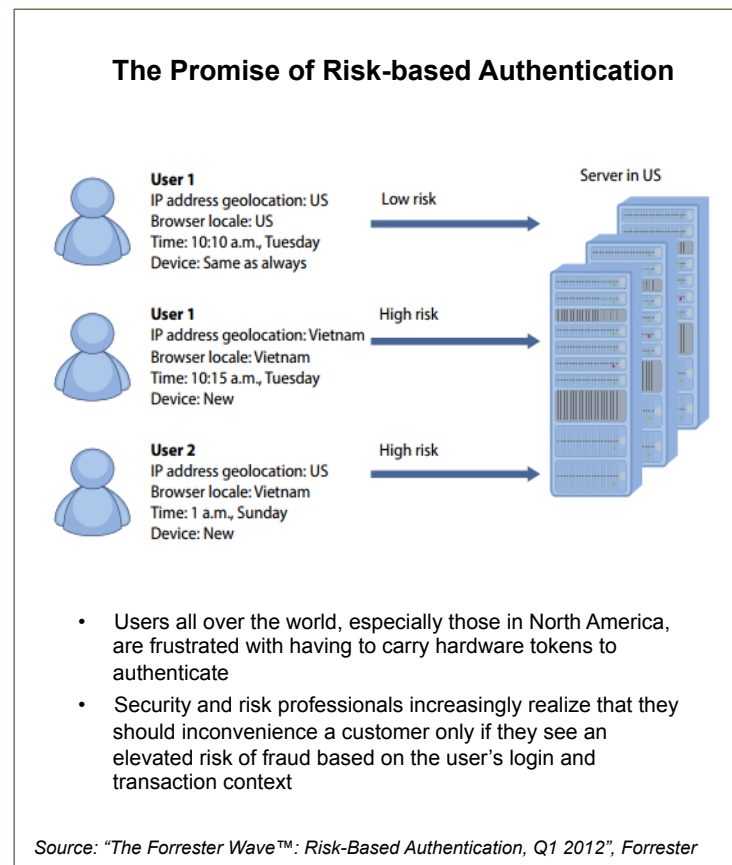 The Promise of Risk-based Authentication
User 1
IP address geolocation: US
Browser locale: US
Time: 10:10 a.m., Tuesday
Device: Same as always
Low risk
Server in US
User 1
IP address geolocation: Vietnam
Browser locale: Vietnam
Time: 10:15 a.m., Tuesday
Device: New
High risk
User 2
IP address geolocation: US
Browser locale: Vietnam
Time: 1 a.m., Sunday
Device: New
High risk
• Users all over the world, especially those in North America,
are frustrated with having to carry hardware tokens to
authenticate
• Security and risk professionals increasingly realize that they
should inconvenience a customer only if they see an
elevated risk of fraud based on the user’s login and
transaction context
Source: “The Forrester Wave™: Risk-Based Authentication, Q1 2012”, Forrester